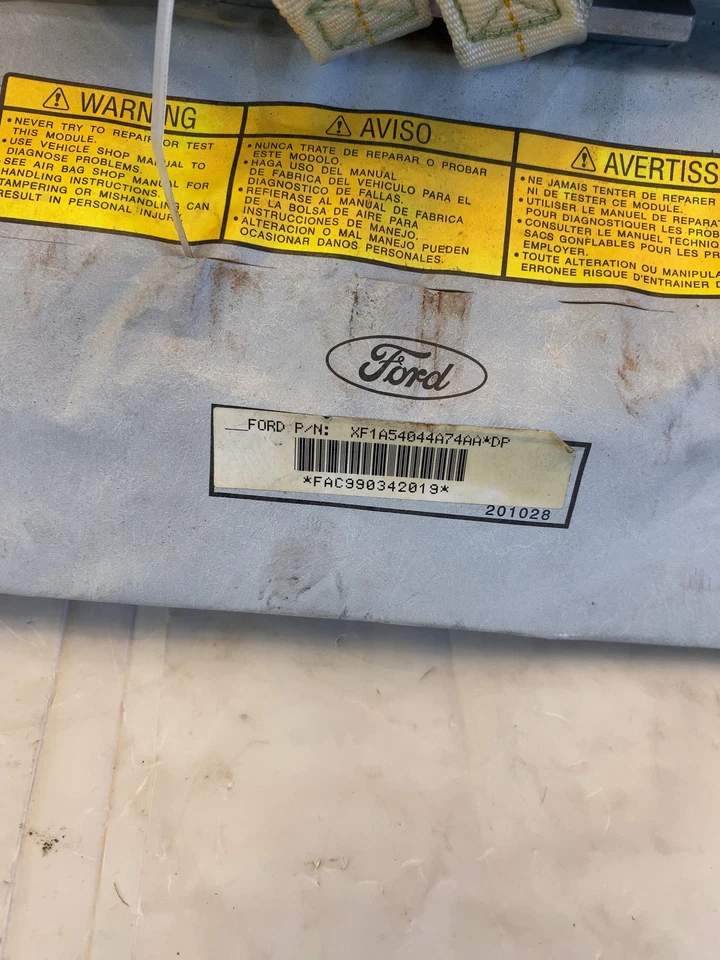 WARNING
• NEVER TRY TO REPAIR OR TEST
THIS MODULE.
• USE VEHICLE SHOP MANUAL TO
DIAGNOSE PROBLEMS.
• SEE AIR BAG SHOP MANUAL FOR
HANDLING INSTRUCTIONS.
TAMPERING OR MISHANDLING CAN
RESULT IN PERSONAL INJURY.
AVISO
• NUNCA TRATE DE REPARAR O PROBAR
ESTE MODOLO.
• HAGA USO DEL MANUAL
DE FABRICA DEL VEHICULO PARA EL
DIAGNOSTICO DE FALLAS.
• REFIERASE AL MANUAL DE FABRICA
DE LA BOLSA DE AIRE PARA
INSTRUCCIONES DE MANEJO.
• ALTERACION O MAL MANEJO PUEDEN
OCASIONAR DANOS PERSONALES.
AVERTISS
• NE JAMAIS TENTER DE REPARER
NI DE TESTER CE MODULE.
• UTILISER LE MANUEL DE REPARAT
POUR DIAGNOSTIQUER LES PROB
• CONSULTER LE MANUEL TECHNIQ
SACS GONFLABLES POUR LES PR
EMPLOYER.
• TOUTE ALTERATION OU MANIPULA
ERRONEE RISQUE D'ENTRAINER D
Ford
__FORD P/N: XF1A54044A74AA*DP
*FAC990342019*
201028